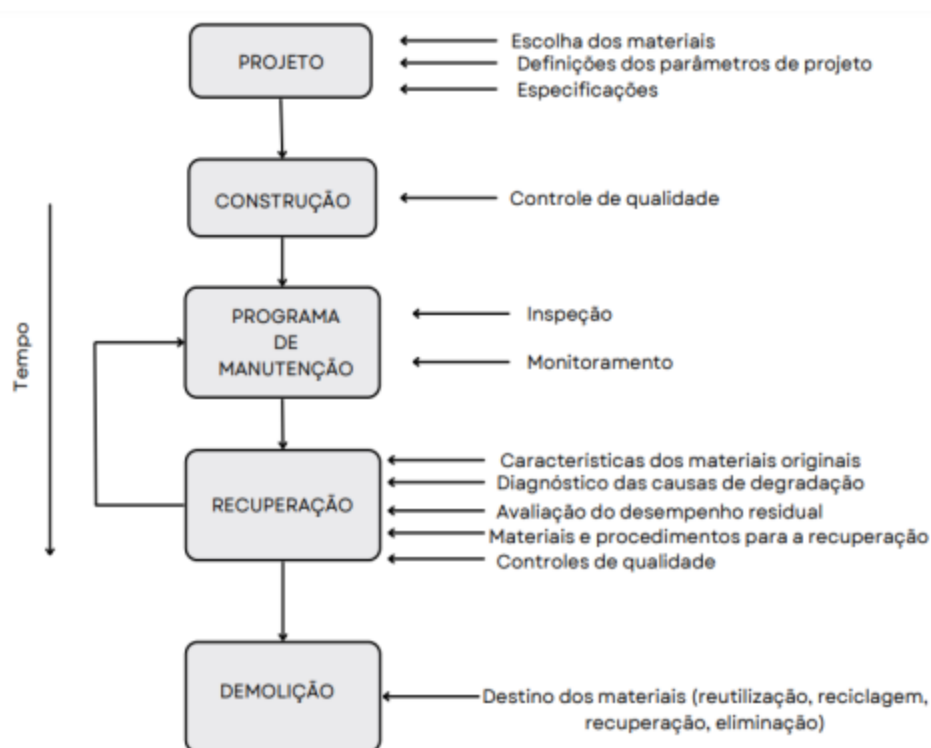 PROJETO
Escolha dos materiais
Definições dos parâmetros de projeto
Especificações
CONSTRUÇÃO
Controle de qualidade
Tempo
PROGRAMA
DE
MANUTENÇÃO
Inspeção
Monitoramento
RECUPERAÇÃO
Características dos materiais originais
Diagnóstico das causas de degradação
Avaliação do desempenho residual
Materiais e procedimentos para a recuperação
Controles de qualidade
DEMOLIÇÃO
Destino dos materiais (reutilização, reciclagem,
recuperação, eliminação)